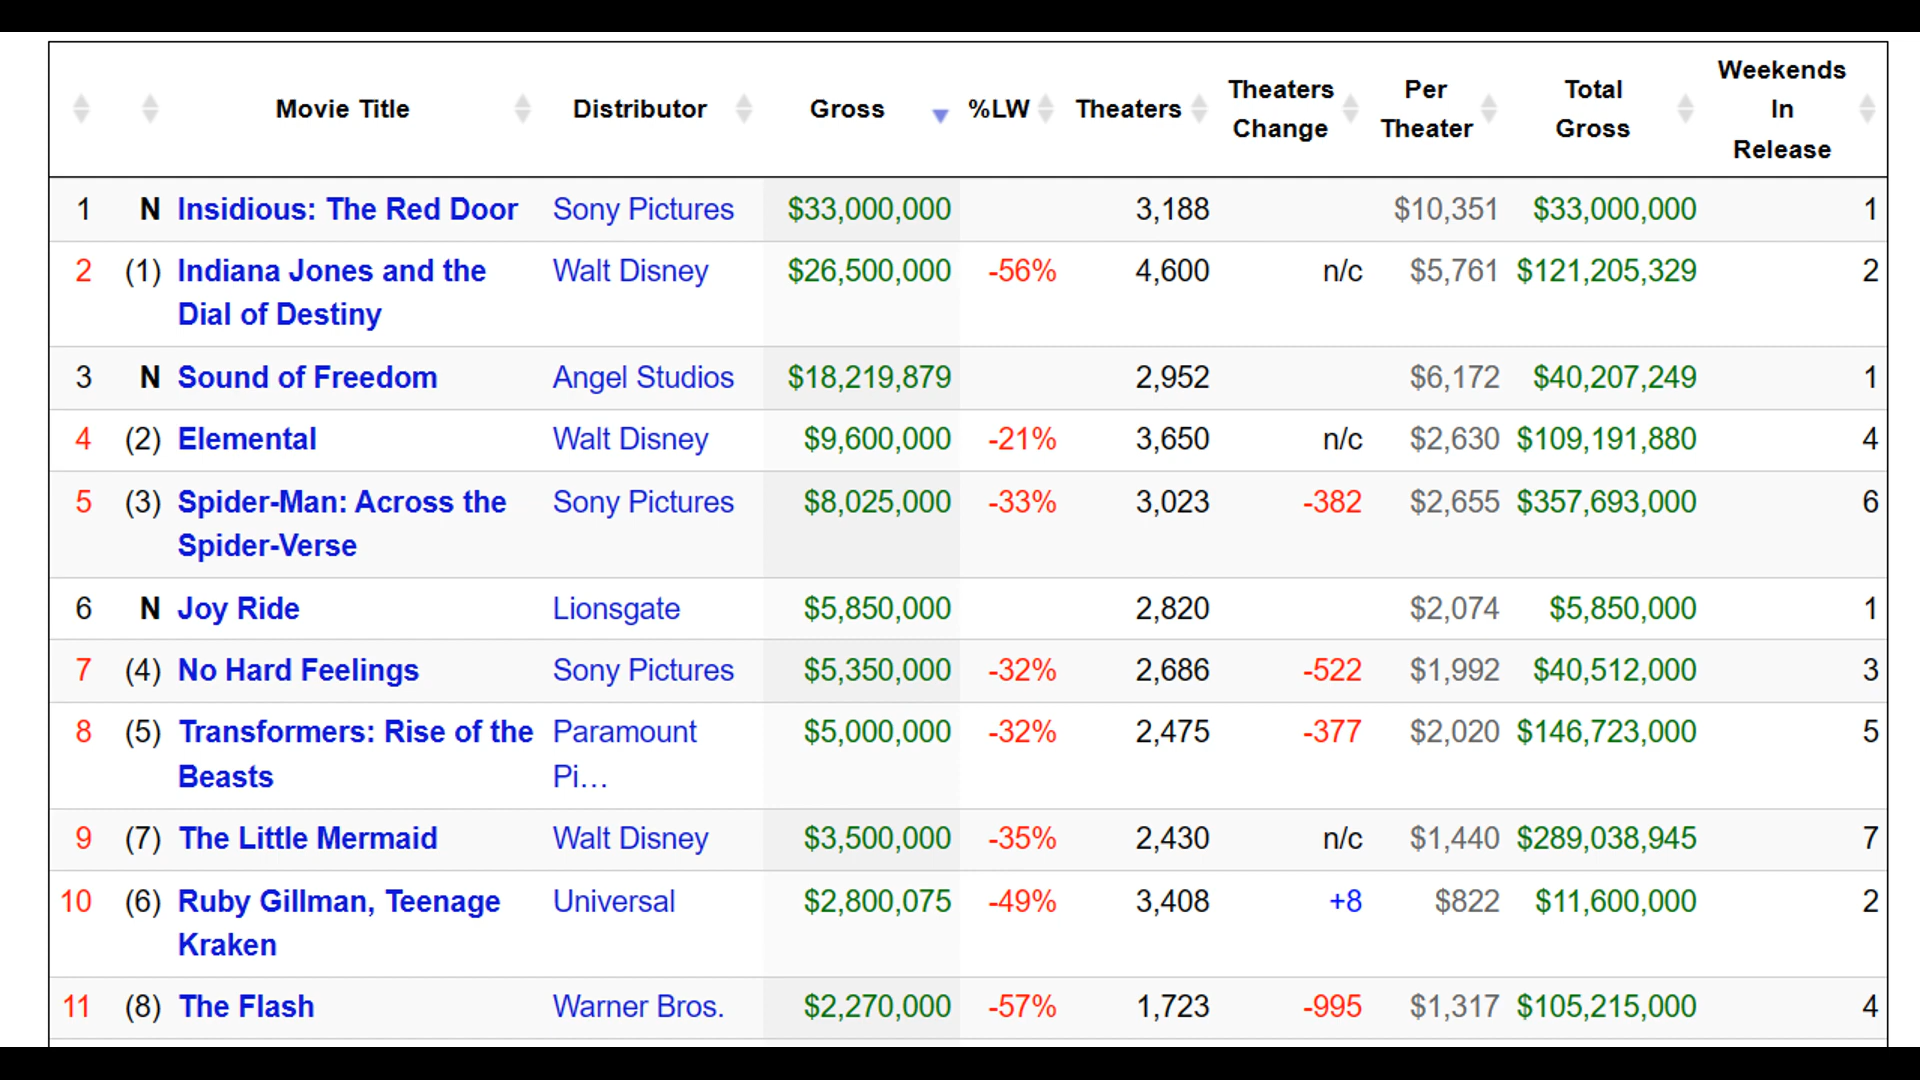 Movie Title Distributor Gross %LW Theaters Theaters Change Per Theater Total Gross Weekends In Release
1 N Insidious: The Red Door Sony Pictures $33,000,000 3,188 $10,351 $33,000,000 1
2 (1) Indiana Jones and the Walt Disney $26,500,000 -56% 4,600 n/c $5,761 $121,205,329 2
Dial of Destiny
3 N Sound of Freedom Angel Studios $18,219,879 2,952 $6,172 $40,207,249 1
4 (2) Elemental Walt Disney $9,600,000 -21% 3,650 n/c $2,630 $109,191,880 4
5 (3) Spider-Man: Across the Sony Pictures $8,025,000 -33% 3,023 -382 $2,655 $357,693,000 6
Spider-Verse
6 N Joy Ride Lionsgate $5,850,000 2,820 $2,074 $5,850,000 1
7 (4) No Hard Feelings Sony Pictures $5,350,000 -32% 2,686 -522 $1,992 $40,512,000 3
8 (5) Transformers: Rise of the Paramount $5,000,000 -32% 2,475 -377 $2,020 $146,723,000 5
Beasts Pi…
9 (7) The Little Mermaid Walt Disney $3,500,000 -35% 2,430 n/c $1,440 $289,038,945 7
10 (6) Ruby Gillman, Teenage Universal $2,800,075 -49% 3,408 +8 $822 $11,600,000 2
Kraken
11 (8) The Flash Warner Bros. $2,270,000 -57% 1,723 -995 $1,317 $105,215,000 4